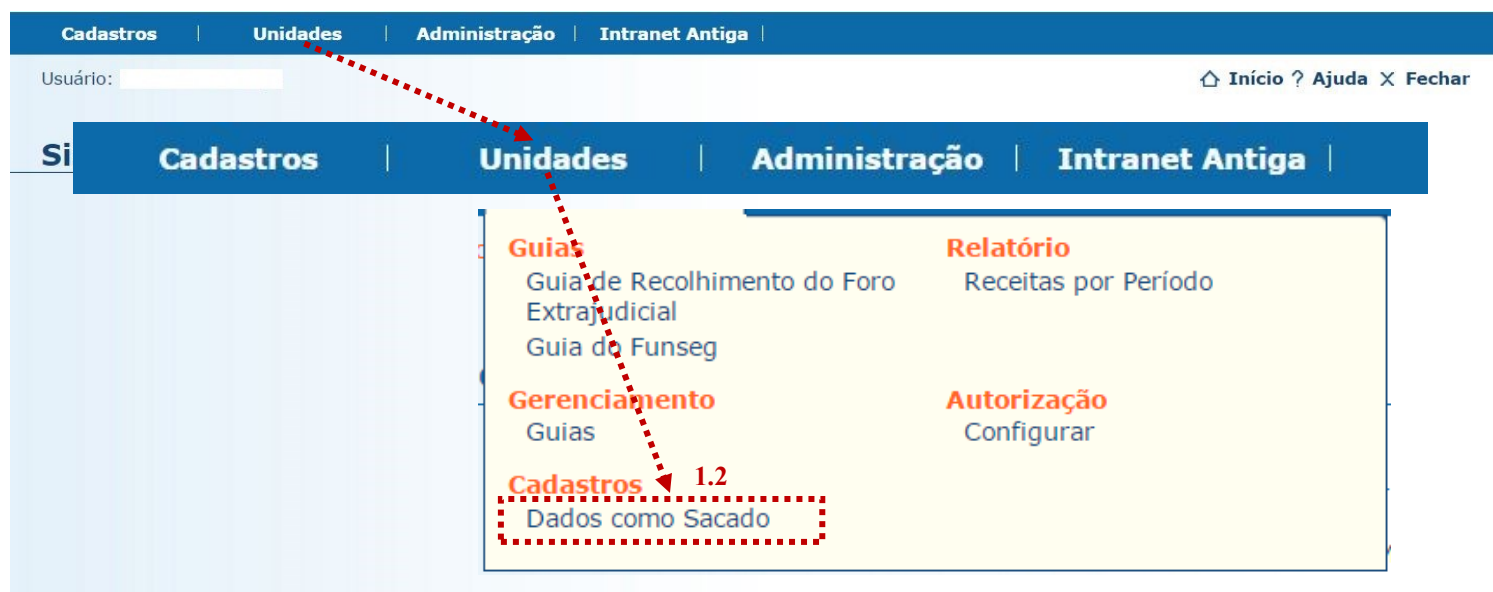 Cadastros | Unidades | Administração | Intranet Antiga |
Usuário:
Início ? Ajuda X Fechar
Si
Cadastros | Unidades | Administração | Intranet Antiga |
Guias
Relatório
Guia de Recolhimento do Foro
Extrajudicial
Receitas por Período
Guia do Funseg
Gerenciamento
Autorização
Guias
Configurar
Cadastros
1.2
Dados como Sacado